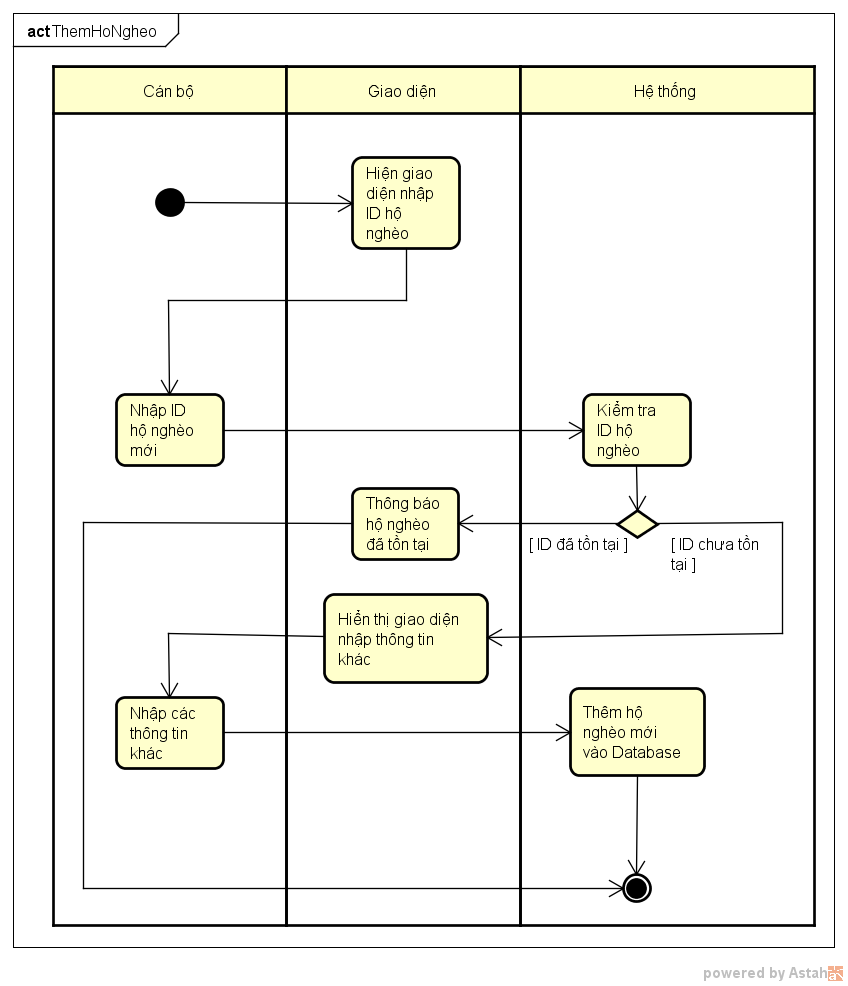 act ThemHoNgheo
Cán bộ
Giao diện
Hệ thống
Hiện giao
diện nhập
ID hộ
nghèo
Nhập ID
hộ nghèo
mới
Kiểm tra
ID hộ
nghèo
Thông báo
hộ nghèo
đã tồn tại
[ ID đã tồn tại ]
[ ID chưa tồn
tại ]
Hiển thị giao diện
nhập thông tin
khác
Nhập các
thông tin
khác
Thêm hộ
nghèo mới
vào Database
powered by Astah